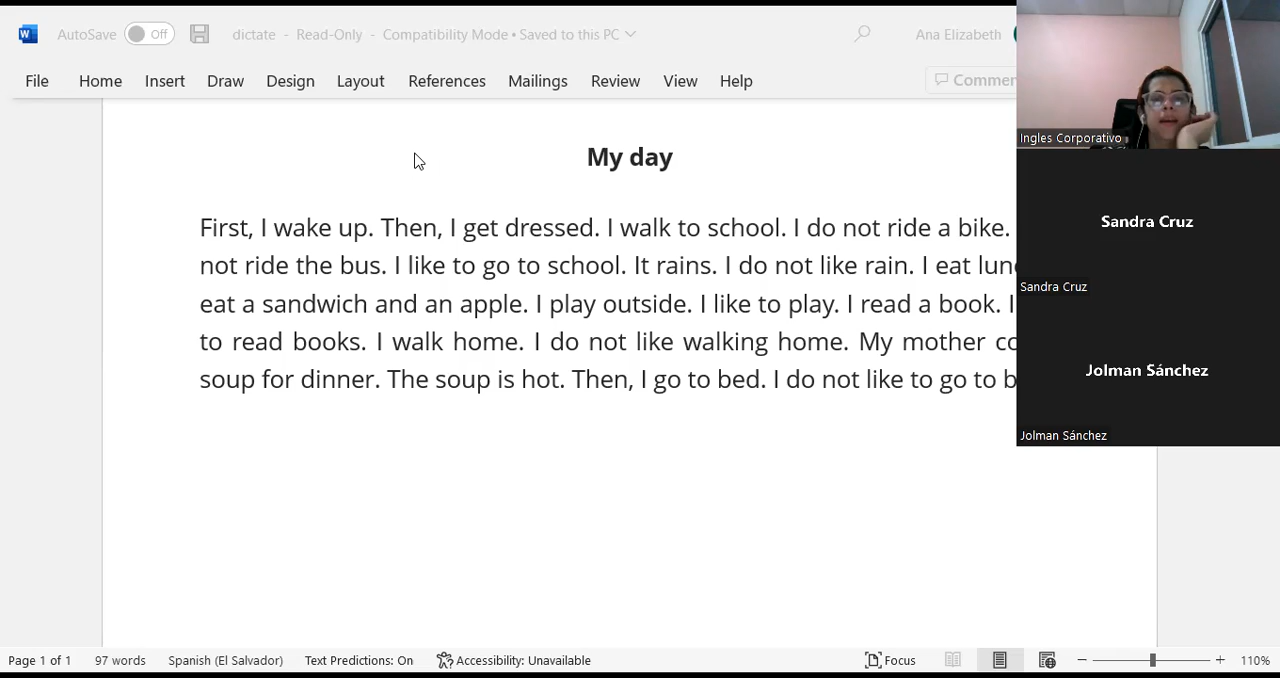 AutoSave Off dictate - Read-Only - Compatibility Mode • Saved to this PC Ana Elizabeth
File Home Insert Draw Design Layout References Mailings Review View Help
My day
First, I wake up. Then, I get dressed. I walk to school. I do not ride a bike.
not ride the bus. I like to go to school. It rains. I do not like rain. I eat
eat a sandwich and an apple. I play outside. I like to play. I read a book. I
to read books. I walk home. I do not like walking home. My mother
soup for dinner. The soup is hot. Then, I go to bed. I do not like to go to
Ingles Corporativo
Sandra Cruz
Sandra Cruz
Jolman Sánchez
Jolman Sánchez
Page 1 of 1 97 words Spanish (El Salvador) Text Predictions: On Accessibility: Unavailable Focus 110%